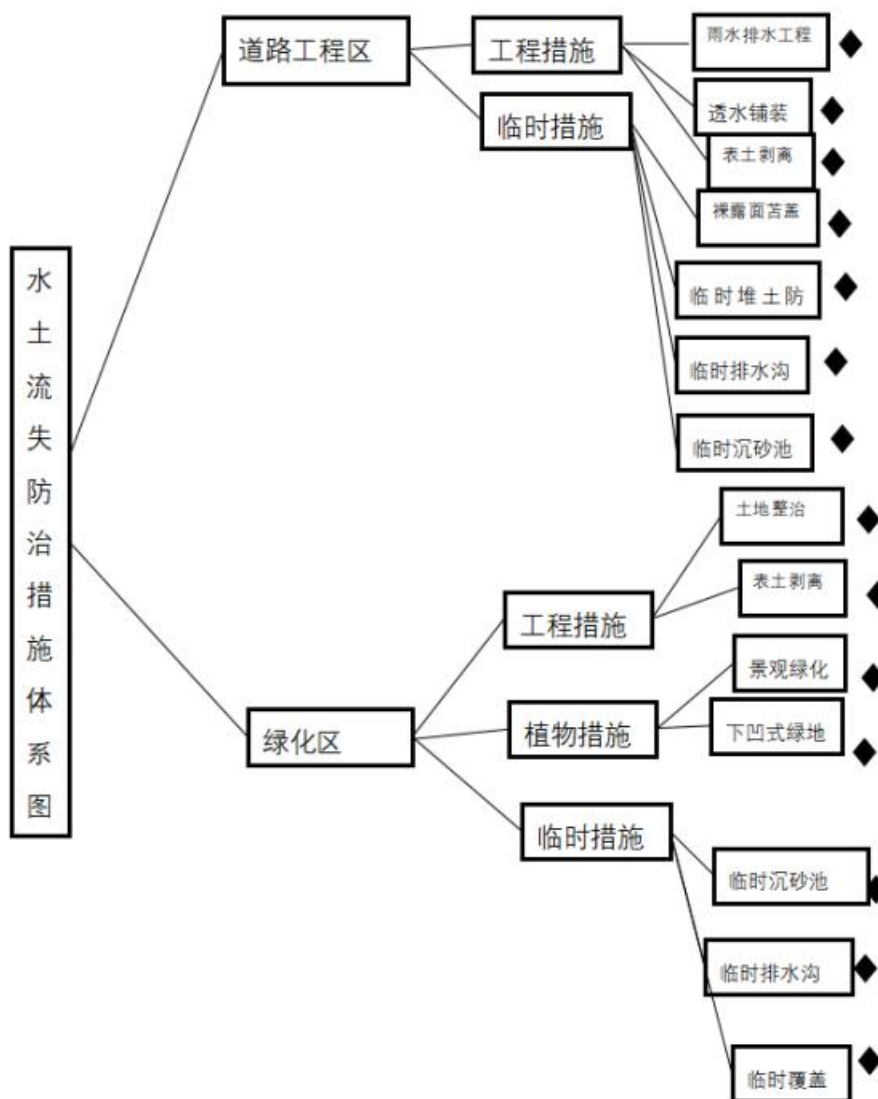 水土流失防治措施体系图
道路工程区
工程措施
雨水排水工程
透水铺装
表土剥离
临时措施
裸露面苫盖
临时堆土防
临时排水沟
临时沉砂池
绿化区
工程措施
土地整治
表土剥离
植物措施
景观绿化
下凹式绿地
临时措施
临时沉砂池
临时排水沟
临时覆盖